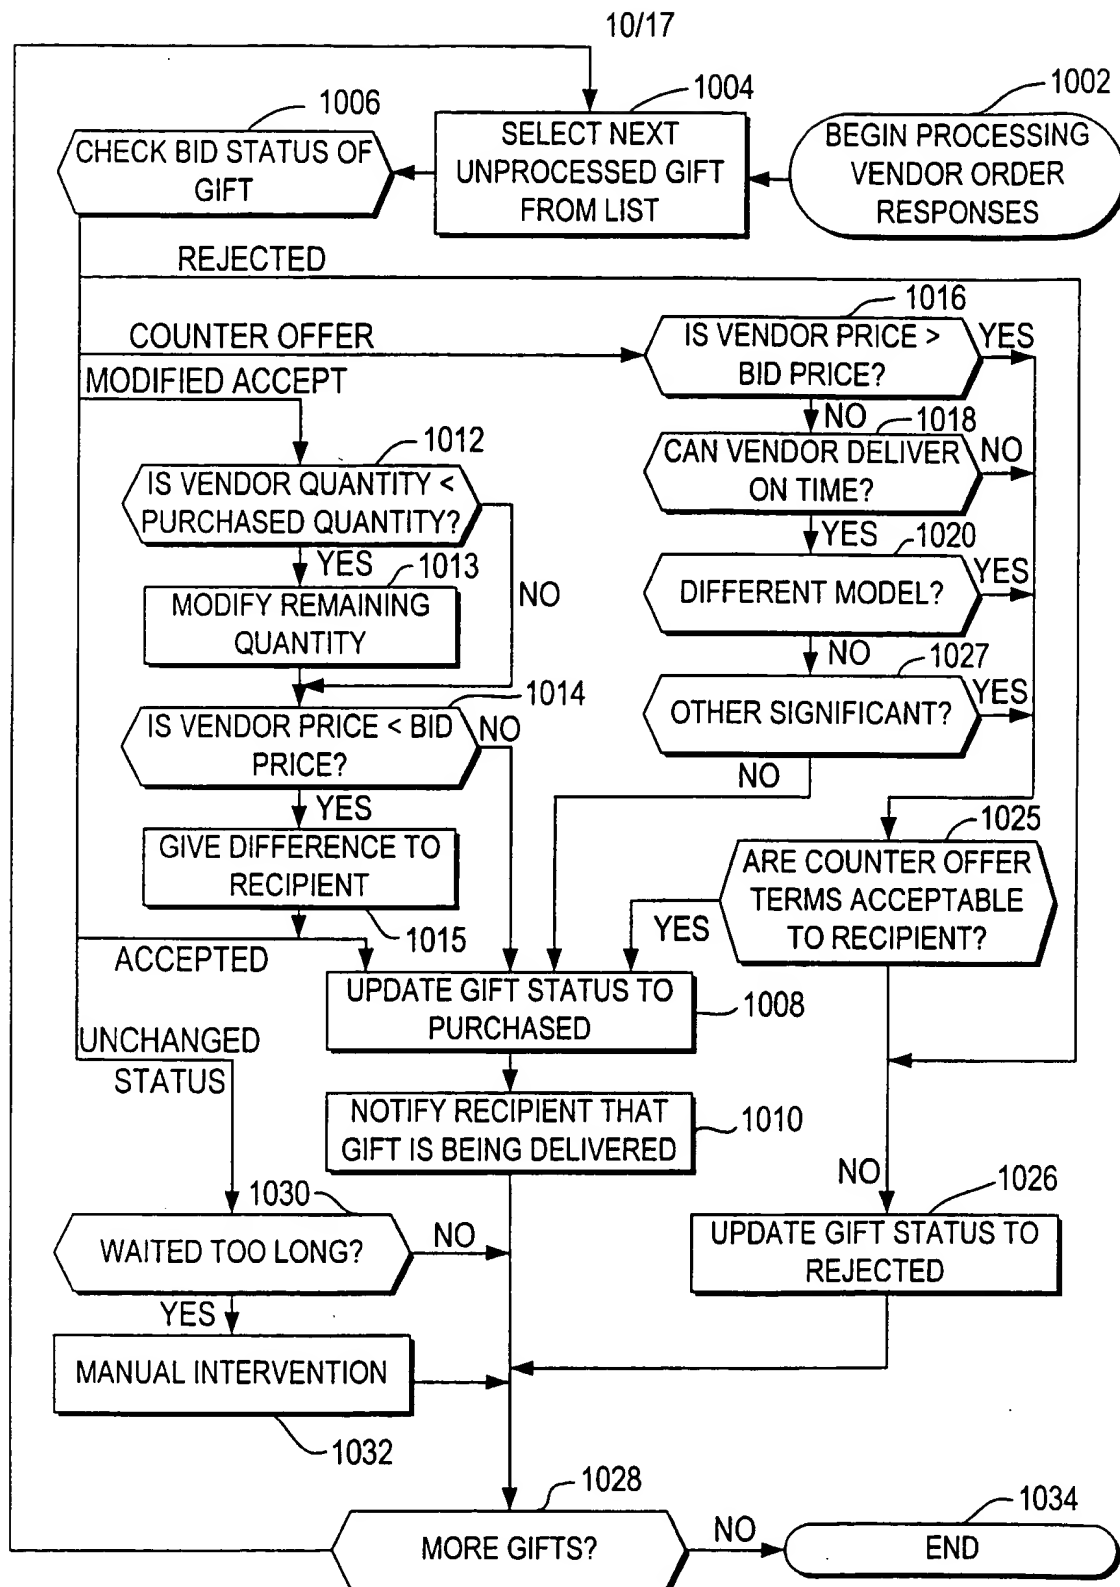 10/17
1006
1004
1002
CHECK BID STATUS OF
GIFT
SELECT NEXT
UNPROCESSED GIFT
FROM LIST
BEGIN PROCESSING
VENDOR ORDER
RESPONSES
REJECTED
1016
COUNTER OFFER
IS VENDOR PRICE >
BID PRICE?
YES
MODIFIED ACCEPT
NO
1018
1012
CAN VENDOR DELIVER
ON TIME?
NO
IS VENDOR QUANTITY <
PURCHASED QUANTITY?
YES
1020
YES
1013
NO
DIFFERENT MODEL?
YES
MODIFY REMAINING
QUANTITY
NO
1027
1014
OTHER SIGNIFICANT?
YES
IS VENDOR PRICE < BID
PRICE?
NO
NO
YES
1025
GIVE DIFFERENCE TO
RECIPIENT
ARE COUNTER OFFER
TERMS ACCEPTABLE
TO RECIPIENT?
YES
1015
ACCEPTED
UPDATE GIFT STATUS TO
PURCHASED
1008
UNCHANGED
STATUS
NOTIFY RECIPIENT THAT
GIFT IS BEING DELIVERED
1010
NO
1030
1026
WAITED TOO LONG?
NO
UPDATE GIFT STATUS TO
REJECTED
YES
MANUAL INTERVENTION
1032
1028
1034
MORE GIFTS?
NO
END